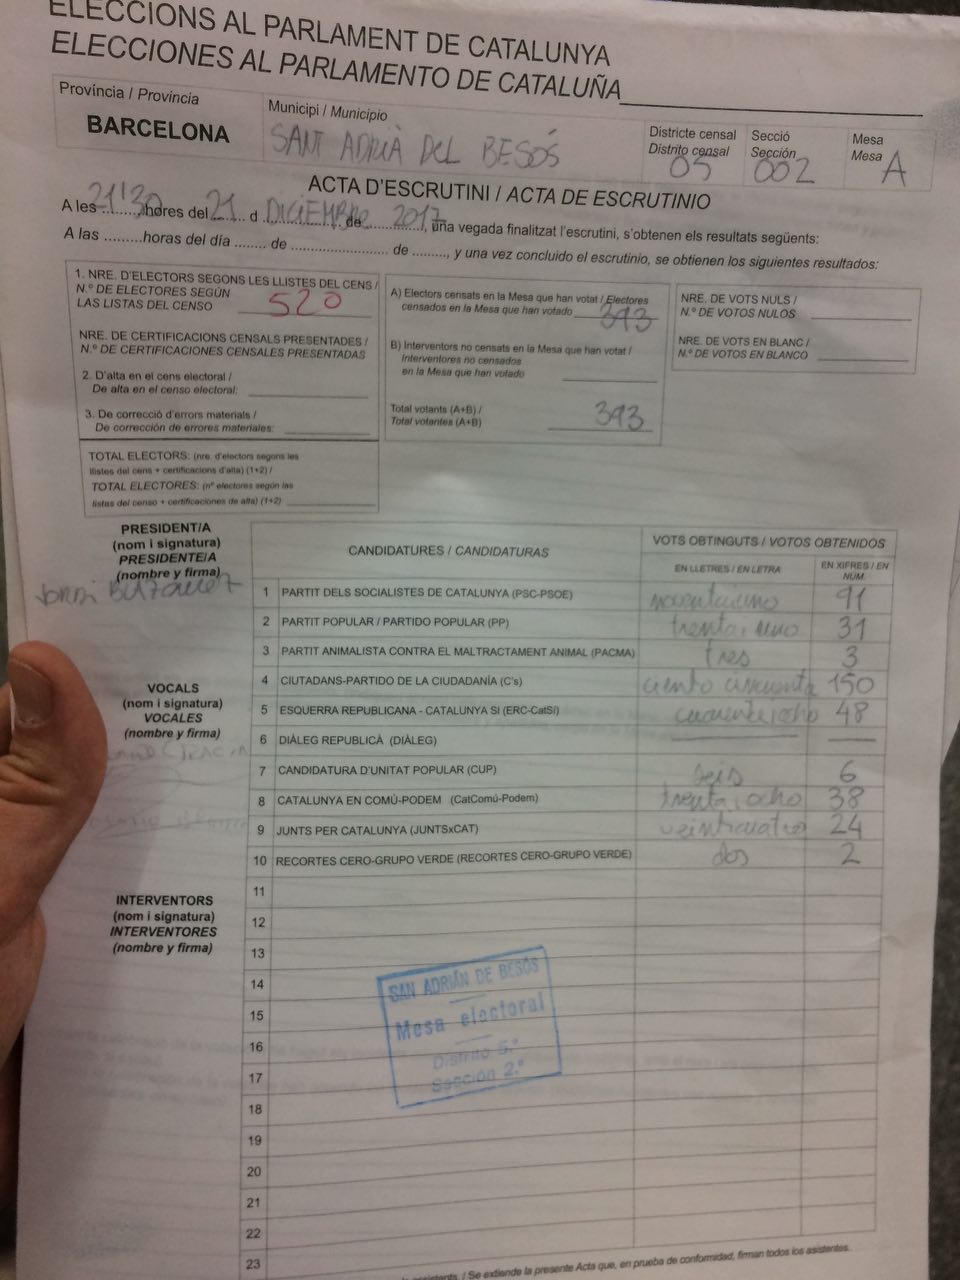 ELECCIONS AL PARLAMENT DE CATALUNYA
ELECCIONES AL PARLAMENTO DE CATALUÑA
Província / Provincia
BARCELONA
Municipi / Municipio
SANT ADRIÀ DEL BESÓS
Districte censal
Distrito censal
05
Secció
Sección
002
Mesa
Mesa
A
ACTA D'ESCRUTINI / ACTA DE ESCRUTINIO
A les 21'30 hores del 21 d DICIEMBRE de 2017, una vegada finalitzat l'escrutini, s'obtenen els resultats següents:
A las .........horas del día ........ de ........................ de ........., y una vez concluido el escrutinio, se obtienen los siguientes resultados:
1. NRE. D'ELECTORS SEGONS LES LLISTES DEL CENS /
N.º DE ELECTORES SEGÚN
LAS LISTAS DEL CENSO 520
NRE. DE CERTIFICACIONS CENSALS PRESENTADES /
N.º DE CERTIFICACIONES CENSALES PRESENTADAS
2. D'alta en el cens electoral /
De alta en el censo electoral:
3. De correcció d'errors materials /
De corrección de errores materiales:
TOTAL ELECTORS: (nre. d'electors segons les
llistes del cens + certificacions d'alta) (1+2) /
TOTAL ELECTORES: (nº electores según las
listas del censo + certificaciones de alta) (1+2)
A) Electors censats en la Mesa que han votat / Electores
censados en la Mesa que han votado 393
B) Interventors no censats en la Mesa que han votat /
Interventores no censados
en la Mesa que han votado
Total votants (A+B) /
Total votantes (A+B) 393
NRE. DE VOTS NULS /
N.º DE VOTOS NULOS
NRE. DE VOTS EN BLANC /
N.º DE VOTOS EN BLANCO
PRESIDENT/A
(nom i signatura)
PRESIDENTE/A
(nombre y firma)
VOCALS
(nom i signatura)
VOCALES
(nombre y firma)
INTERVENTORS
(nom i signatura)
INTERVENTORES
(nombre y firma)
CANDIDATURES / CANDIDATURAS
VOTS OBTINGUTS / VOTOS OBTENIDOS
EN LLETRES / EN LETRA
EN XIFRES / EN NÚM.
1 PARTIT DELS SOCIALISTES DE CATALUNYA (PSC-PSOE) noventaiuno 91
2 PARTIT POPULAR / PARTIDO POPULAR (PP) trentaiuno 31
3 PARTIT ANIMALISTA CONTRA EL MALTRACTAMENT ANIMAL (PACMA) tres 3
4 CIUTADANS-PARTIDO DE LA CIUDADANÍA (C's) ciento cincuenta 150
5 ESQUERRA REPUBLICANA - CATALUNYA SI (ERC-CatSí) cuarentaiocho 48
6 DIÀLEG REPUBLICÀ (DIÀLEG)
7 CANDIDATURA D'UNITAT POPULAR (CUP) seis 6
8 CATALUNYA EN COMÚ-PODEM (CatComú-Podem) trentaiocho 38
9 JUNTS PER CATALUNYA (JUNTSxCAT) veinticuatro 24
10 RECORTES CERO-GRUPO VERDE (RECORTES CERO-GRUPO VERDE) dos 2
11
12
13
14
15
16
17
18
19
20
21
22
23
SAN ADRIÁN DE BESÓS
Mesa electoral
Distrito 5.º
Sección 2.ª
/ Se extiende la presente Acta que, en prueba de conformidad, firman todos los asistentes.